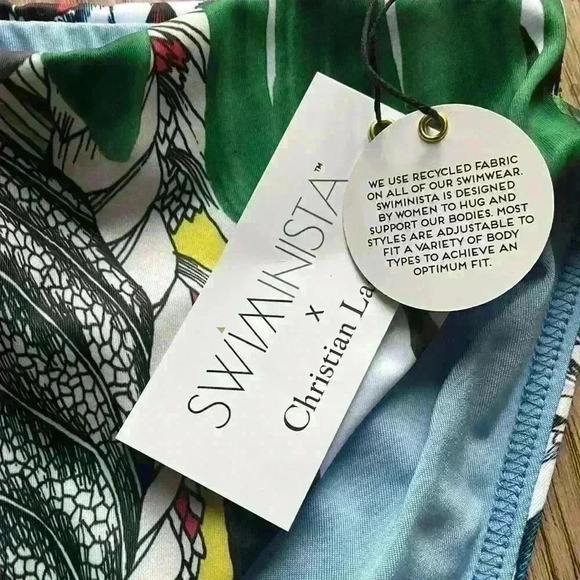 SWIMINISTA™
x
Christian La
WE USE RECYCLED FABRIC
ON ALL OF OUR SWIMWEAR.
SWIMINISTA IS DESIGNED
BY WOMEN TO HUG AND
SUPPORT OUR BODIES. MOST
STYLES ARE ADJUSTABLE TO
FIT A VARIETY OF BODY
TYPES TO ACHIEVE AN
OPTIMUM FIT.